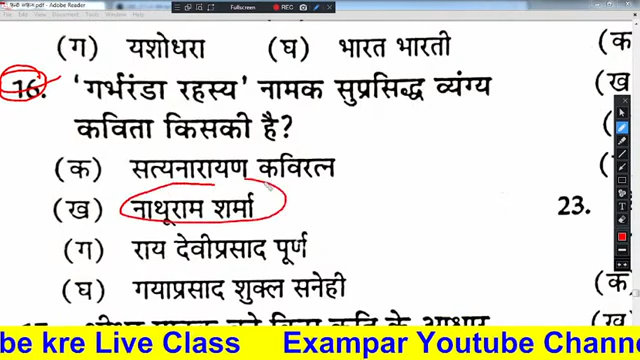 Fullscreen REC
(ग) यशोधरा (घ) भारत भारती (क
16. 'गर्भरंडा रहस्य' नामक सुप्रसिद्ध व्यंग्य (ख
कविता किसकी है?
(क) सत्यनारायण कविरत्न
(ख) नाथूराम शर्मा 23.
(ग) राय देवीप्रसाद पूर्ण
(घ) गयाप्रसाद शुक्ल सनेही (क
be kre Live Class Exampar Youtube Chann